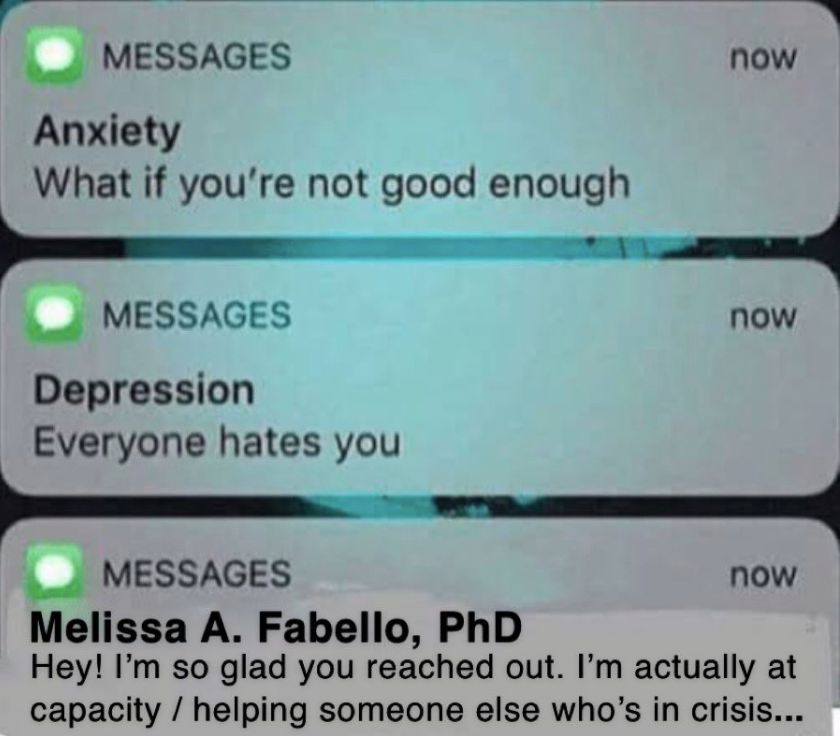 MESSAGES now
Anxiety
What if you're not good enough
MESSAGES now
Depression
Everyone hates you
MESSAGES now
Melissa A. Fabello, PhD
Hey! I'm so glad you reached out. I'm actually at
capacity / helping someone else who's in crisis...